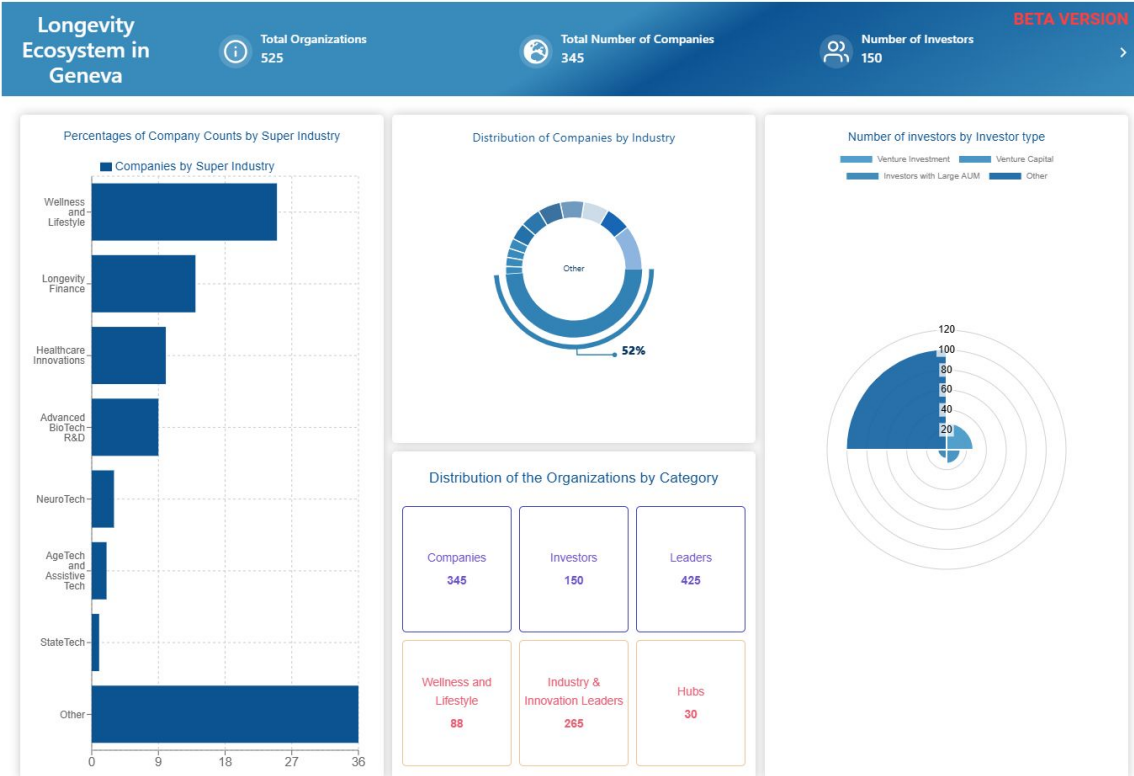 Longevity
Ecosystem in
Geneva
Total Organizations
525
Total Number of Companies
345
Number of Investors
150
BETA VERSION
Percentages of Company Counts by Super Industry
Companies by Super Industry
Wellness
and
Lifestyle
Longevity
Finance
Healthcare
Innovations
Advanced
BioTech
R&D
NeuroTech
AgeTech
and
Assistive
Tech
StateTech
Other
0 9 18 27 36
Distribution of Companies by Industry
Other
52%
Distribution of the Organizations by Category
Companies
345
Investors
150
Leaders
425
Wellness and
Lifestyle
88
Industry &
Innovation Leaders
265
Hubs
30
Number of investors by Investor type
Venture Investment Venture Capital
Investors with Large AUM Other
120
100
80
60
40
20